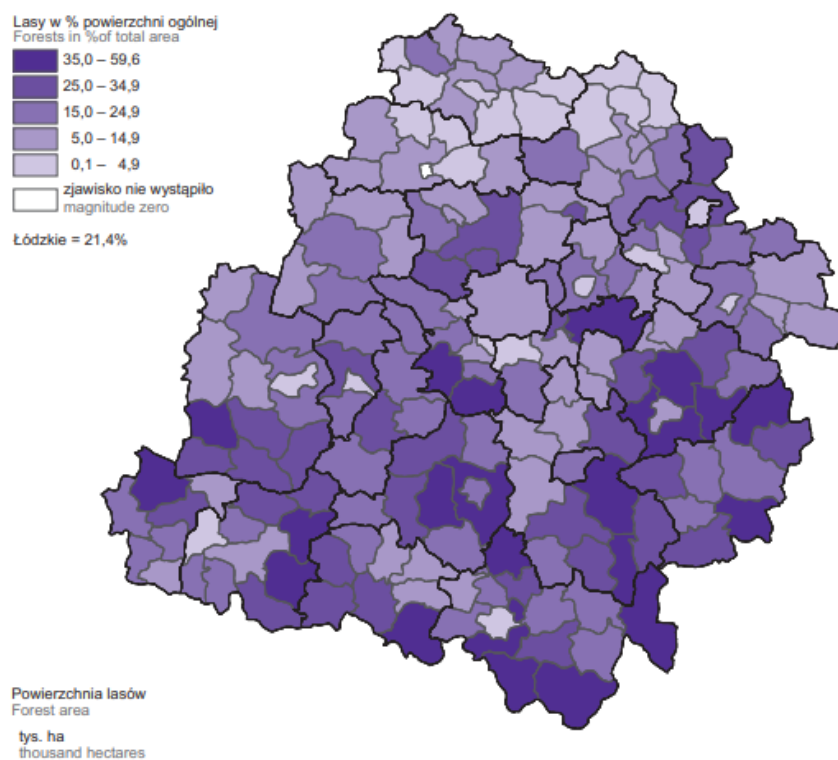 Lasy w % powierzchni ogólnej
Forests in %of total area
35,0 – 59,6
25,0 – 34,9
15,0 – 24,9
5,0 – 14,9
0,1 – 4,9
zjawisko nie wystąpiło
magnitude zero
Łódzkie = 21,4%
Powierzchnia lasów
Forest area
tys. ha
thousand hectares